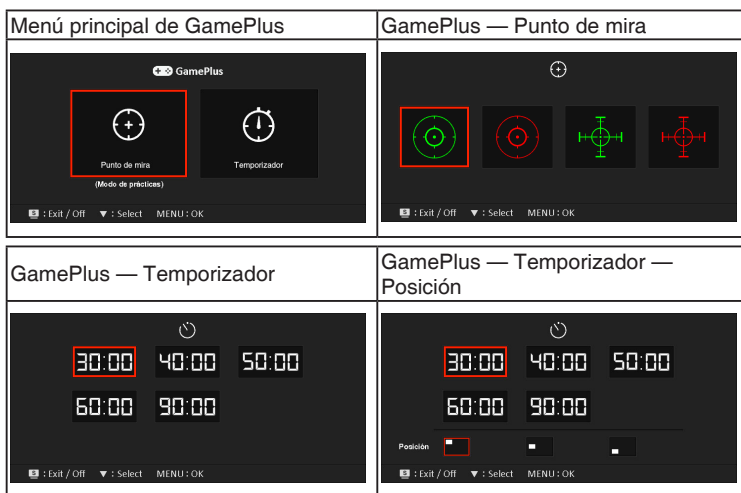 Menú principal de GamePlus
GamePlus — Punto de mira
GamePlus
Punto de mira
Temporizador
(Modo de prácticas)
S : Exit / Off ▼ : Select MENU : OK
S : Exit / Off ▼ : Select MENU : OK
GamePlus — Temporizador
GamePlus — Temporizador —
Posición
30:00 40:00 50:00
60:00 90:00
S : Exit / Off ▼ : Select MENU : OK
30:00 40:00 50:00
60:00 90:00
Posición
S : Exit / Off ▼ : Select MENU : OK